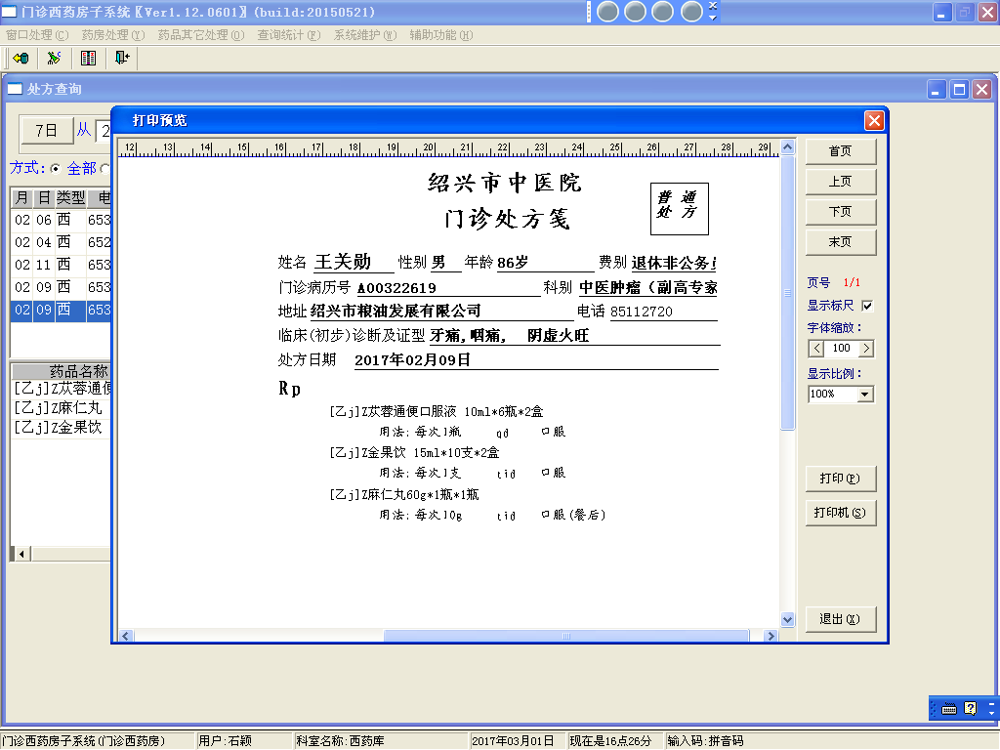 门诊西药房子系统〖Ver1.12.0601〗(build:20150521)
窗口处理(C) 药房处理(Y) 药品其它处理(O) 查询统计(P) 系统维护(W) 辅助功能(H)
处方查询
7日 从 2
方式: 全部
月 日 类型 电
02 06 西 653
02 04 西 652
02 11 西 653
02 09 西 653
02 09 西 653
药品名称
[乙j]Z苁蓉通便
[乙j]Z麻仁丸
[乙j]Z金果饮
打印预览
12 13 14 15 16 17 18 19 20 21 22 23 24 25 26 27 28 29
绍兴市中医院
门诊处方笺
普通
处方
姓名 王关勋 性别 男 年龄 86岁 费别 退休非公务员
门诊病历号 A00322619 科别 中医肿瘤（副高专家
地址 绍兴市粮油发展有限公司 电话 85112720
临床(初步)诊断及证型 牙痛,咽痛, 阴虚火旺
处方日期 2017年02月09日
Rp
[乙j]Z苁蓉通便口服液 10ml*6瓶*2盒
用法: 每次1瓶 qd 口服
[乙j]Z金果饮 15ml*10支*2盒
用法: 每次1支 tid 口服
[乙j]Z麻仁丸60g*1瓶*1瓶
用法: 每次10g tid 口服(餐后)
首页
上页
下页
末页
页号 1/1
显示标尺
字体缩放：
100
显示比例：
100%
打印(P)
打印机(S)
退出(X)
门诊西药房子系统(门诊西药房) 用户:石颖 科室名称:西药库 2017年03月01日 现在是16点26分 输入码:拼音码